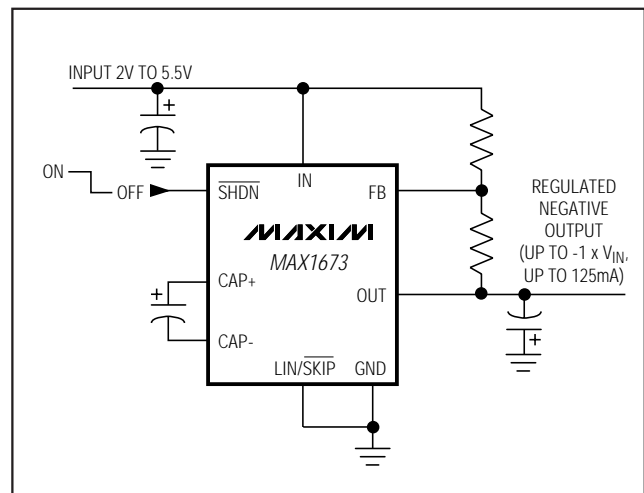 INPUT 2V TO 5.5V
+
ON
OFF
SHDN
IN
FB
REGULATED
NEGATIVE
OUTPUT
(UP TO -1 x VIN,
UP TO 125mA)
MAXIM
MAX1673
+
CAP+
CAP-
OUT
+
LIN/SKIP
GND